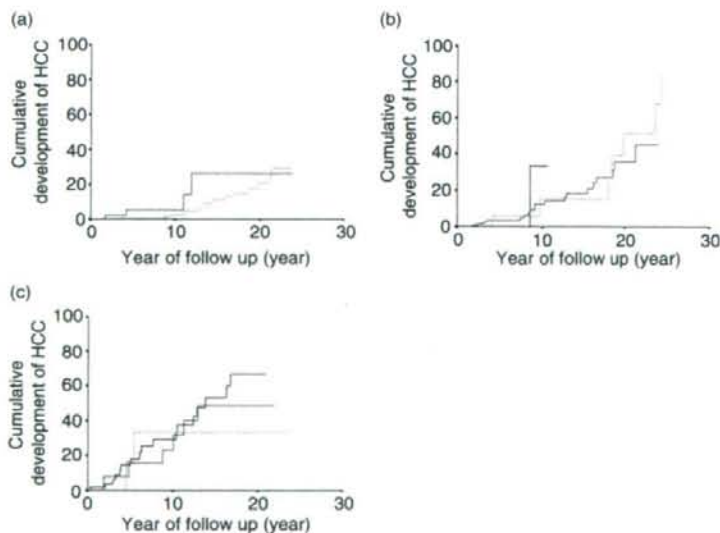 (a)
100
80
60
40
20
0
Cumulative
development of HCC
0 10 20 30
Year of follow up (year)
(b)
100
80
60
40
20
0
Cumulative
development of HCC
0 10 20 30
Year of follow up (year)
(c)
100
80
60
40
20
0
Cumulative
development of HCC
0 10 20 30
Year of follow up (year)